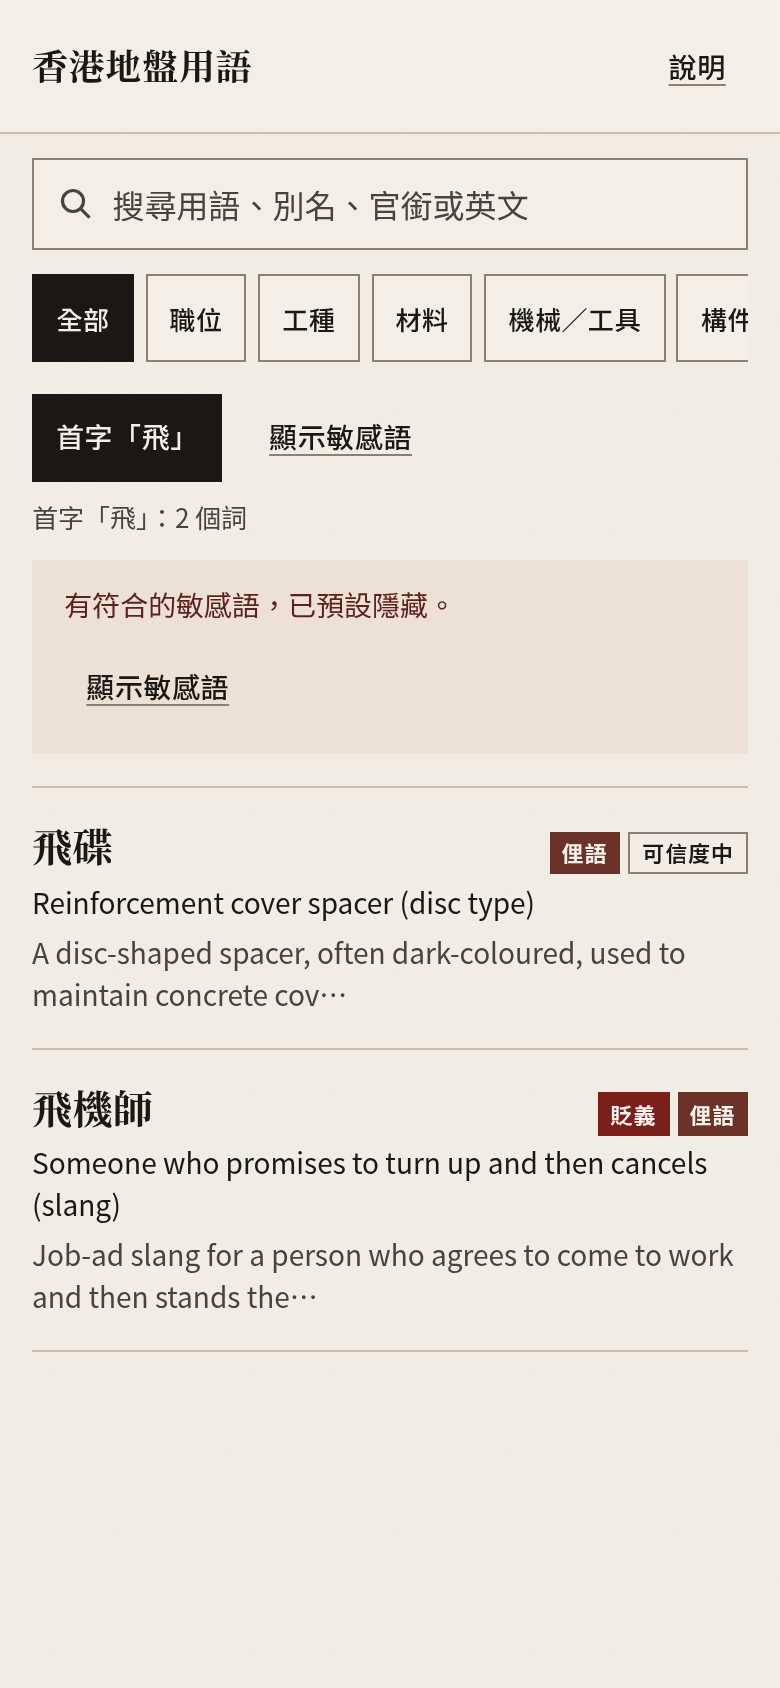 香港地盤用語
說明
搜尋用語、別名、官銜或英文
全部
職位
工種
材料
機械／工具
構件
首字「飛」
顯示敏感語
首字「飛」：2 個詞
有符合的敏感語，已預設隱藏。
顯示敏感語
飛碟
俚語
可信度中
Reinforcement cover spacer (disc type)
A disc-shaped spacer, often dark-coloured, used to
maintain concrete cov…
飛機師
貶義
俚語
Someone who promises to turn up and then cancels
(slang)
Job-ad slang for a person who agrees to come to work
and then stands the…